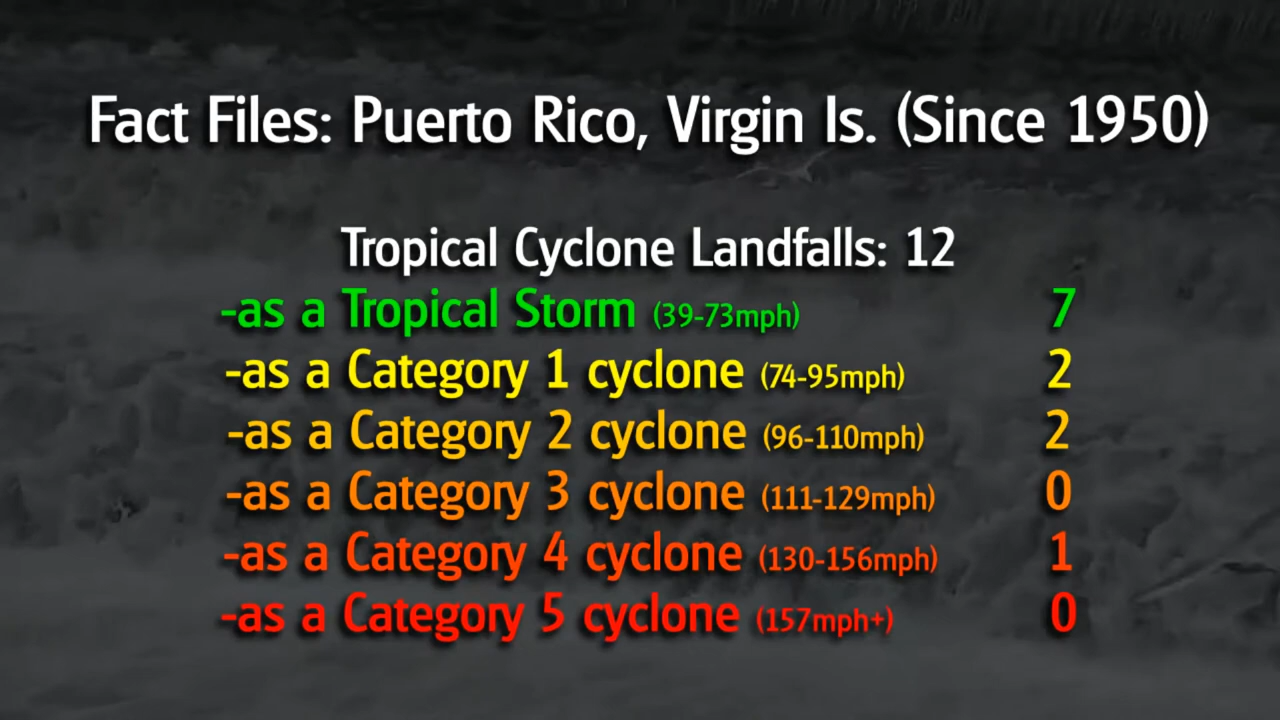 Fact Files: Puerto Rico, Virgin Is. (Since 1950)
Tropical Cyclone Landfalls: 12
-as a Tropical Storm (39-73mph) 7
-as a Category 1 cyclone (74-95mph) 2
-as a Category 2 cyclone (96-110mph) 2
-as a Category 3 cyclone (111-129mph) 0
-as a Category 4 cyclone (130-156mph) 1
-as a Category 5 cyclone (157mph+) 0